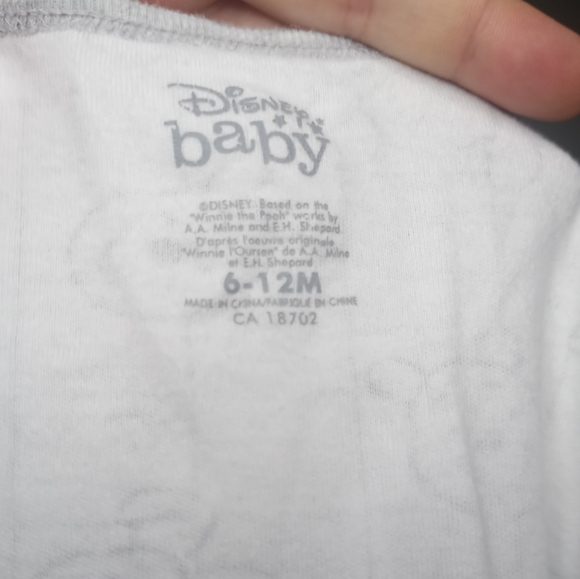 Disney
baby
©DISNEY. Based on the
"Winnie the Pooh" works by
A.A. Milne and E.H. Shepard
D'après l'oeuvre originale
"Winnie l'Ourson" de A.A. Milne
et E.H. Shepard
6-12M
MADE IN CHINA/FABRIQUÉ EN CHINE
CA 18702